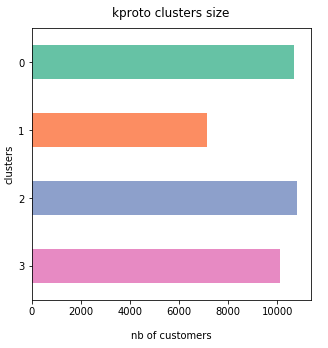 kproto clusters size
clusters
0
1
2
3
0 2000 4000 6000 8000 10000
nb of customers